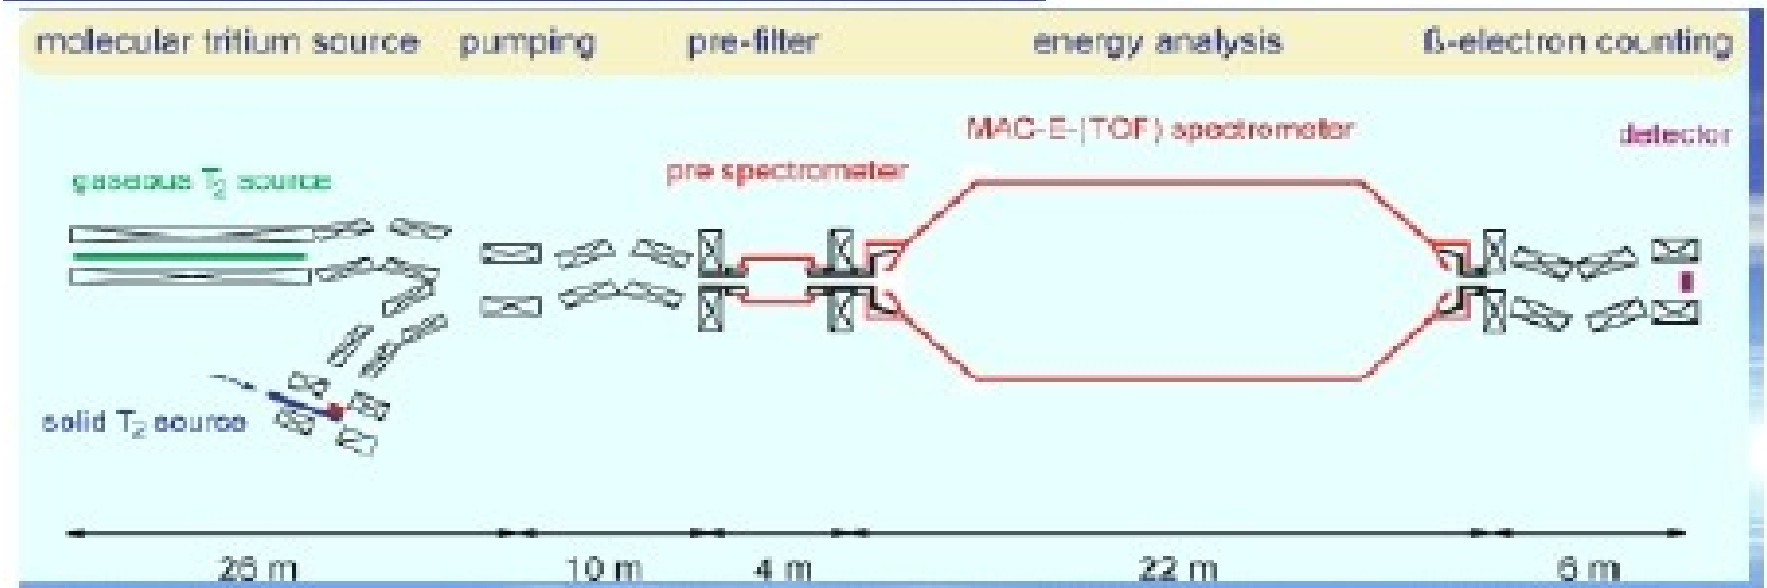 molecular tritium source pumping pre-filter energy analysis ß-electron counting
MAC-E-(TOF) spectrometer
detector
pre spectrometer
gaseous T₂ source
solid T₂ source
26 m 10 m 4 m 22 m 6 m